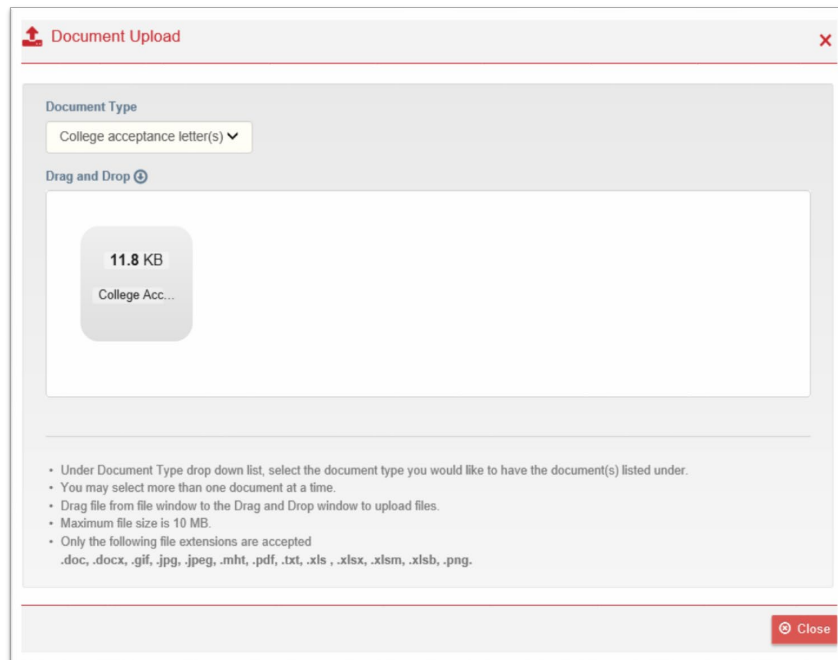 Document Upload
Document Type
College acceptance letter(s)
Drag and Drop
11.8 KB
College Acc...
• Under Document Type drop down list, select the document type you would like to have the document(s) listed under.
• You may select more than one document at a time.
• Drag file from file window to the Drag and Drop window to upload files.
• Maximum file size is 10 MB.
• Only the following file extensions are accepted
.doc, .docx, .gif, .jpg, .jpeg, .mht, .pdf, .txt, .xls , .xlsx, .xlsm, .xlsb, .png.
Close